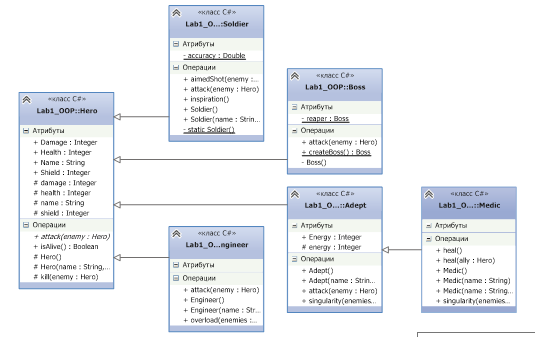 «класс C#»
Lab1_O...::Soldier
Атрибуты
- accuracy : Double
Операции
+ aimedShot(enemy :...
+ attack(enemy : Hero)
+ inspiration()
+ Soldier()
+ Soldier(name : Strin...
- static Soldier()
«класс C#»
Lab1_OOP::Boss
Атрибуты
- reaper : Boss
Операции
+ attack(enemy : Hero)
+ createBoss() : Boss
- Boss()
«класс C#»
Lab1_OOP::Hero
Атрибуты
+ Damage : Integer
+ Health : Integer
+ Name : String
+ Shield : Integer
# damage : Integer
# health : Integer
# name : String
# shield : Integer
Операции
+ attack(enemy : Hero)
+ isAlive() : Boolean
# Hero()
# Hero(name : String,...
# kill(enemy : Hero)
«класс C#»
Lab1_O...::Adept
Атрибуты
+ Energy : Integer
# energy : Integer
Операции
+ Adept()
+ Adept(name : Strin...
+ attack(enemy : Hero)
+ singularity(enemies...
«класс C#»
Lab1_O...::Medic
Атрибуты
Операции
+ heal()
+ heal(ally : Hero)
+ Medic()
+ Medic(name : String)
+ Medic(name : String...
+ singularity(enemies...
«класс C#»
Lab1_O...ngineer
Атрибуты
Операции
+ attack(enemy : Hero)
+ Engineer()
+ Engineer(name : Str...
+ overload(enemies :...